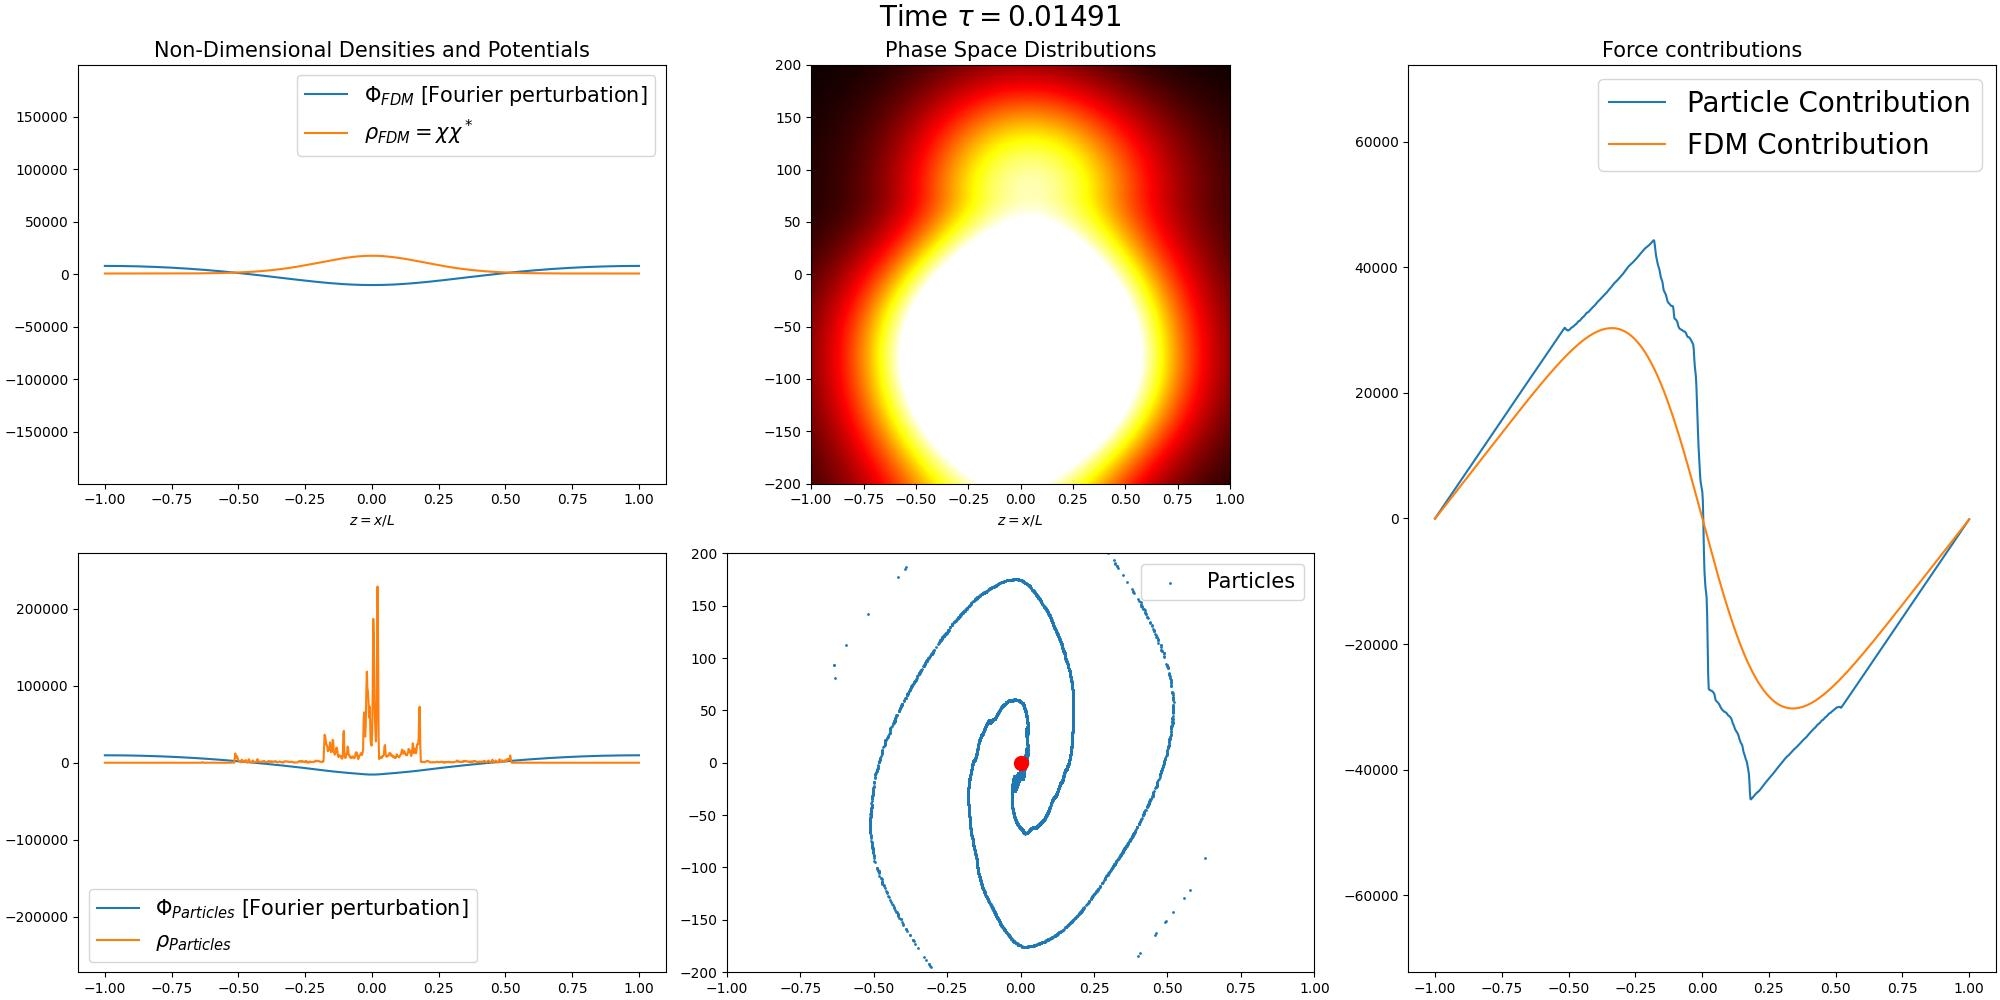 Time τ = 0.01491
Non-Dimensional Densities and Potentials
Φ_FDM [Fourier perturbation]
ρ_FDM = χχ*
150000
100000
50000
0
−50000
−100000
−150000
−1.00 −0.75 −0.50 −0.25 0.00 0.25 0.50 0.75 1.00
z = x/L
Phase Space Distributions
200
150
100
50
0
−50
−100
−150
−200
−1.00 −0.75 −0.50 −0.25 0.00 0.25 0.50 0.75 1.00
z = x/L
Force contributions
Particle Contribution
FDM Contribution
60000
40000
20000
0
−20000
−40000
−60000
−1.00 −0.75 −0.50 −0.25 0.00 0.25 0.50 0.75 1.00
200000
100000
0
−100000
−200000
Φ_Particles [Fourier perturbation]
ρ_Particles
−1.00 −0.75 −0.50 −0.25 0.00 0.25 0.50 0.75 1.00
Particles
200
150
100
50
0
−50
−100
−150
−200
−1.00 −0.75 −0.50 −0.25 0.00 0.25 0.50 0.75 1.00